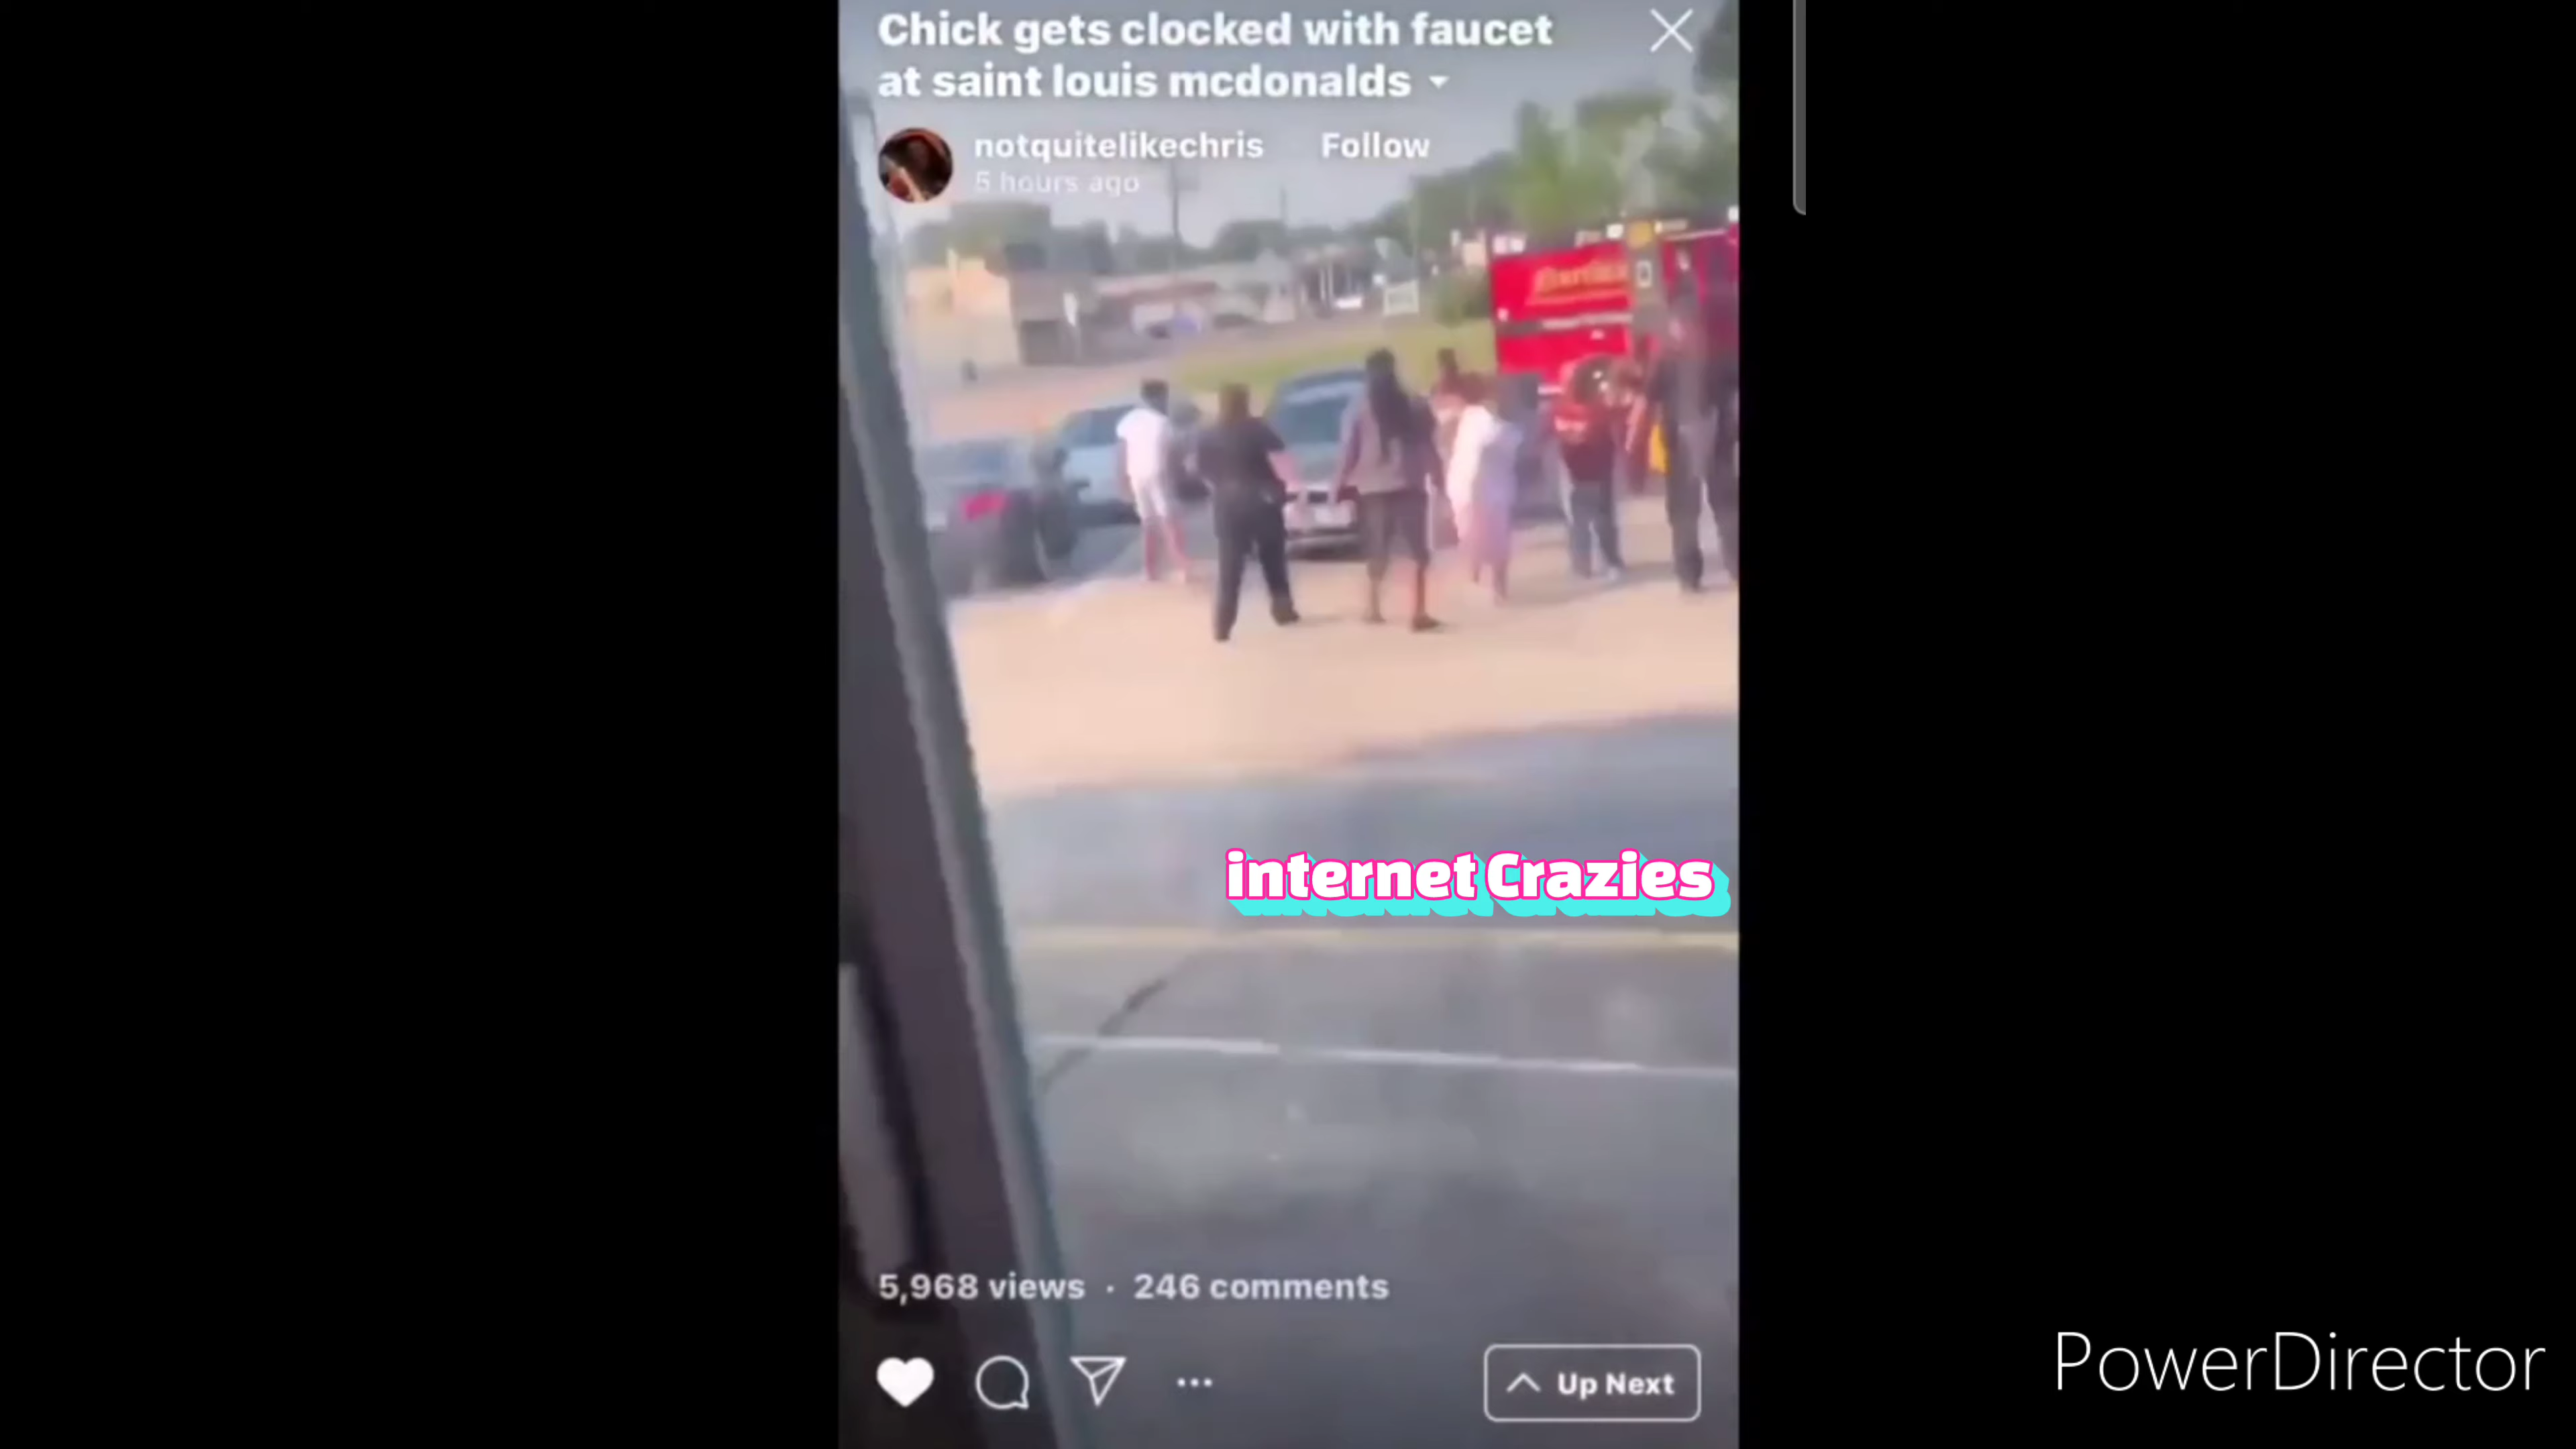 Chick gets clocked with faucet
at saint louis mcdonalds
notquitelikechris Follow
5 hours ago
internet Crazies
5,968 views · 246 comments
Up Next
PowerDirector